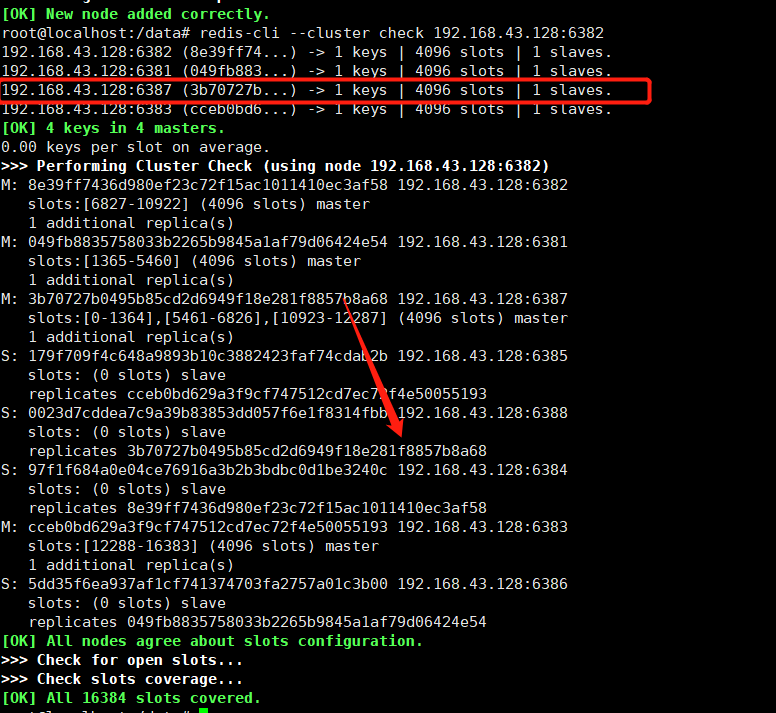 [OK] New node added correctly.
root@localhost:/data# redis-cli --cluster check 192.168.43.128:6382
192.168.43.128:6382 (8e39ff74...) -> 1 keys | 4096 slots | 1 slaves.
192.168.43.128:6381 (049fb883...) -> 1 keys | 4096 slots | 1 slaves.
192.168.43.128:6387 (3b70727b...) -> 1 keys | 4096 slots | 1 slaves.
192.168.43.128:6383 (cceb0bd6...) -> 1 keys | 4096 slots | 1 slaves.
[OK] 4 keys in 4 masters.
0.00 keys per slot on average.
>>> Performing Cluster Check (using node 192.168.43.128:6382)
M: 8e39ff7436d980ef23c72f15ac1011410ec3af58 192.168.43.128:6382
   slots:[6827-10922] (4096 slots) master
   1 additional replica(s)
M: 049fb8835758033b2265b9845a1af79d06424e54 192.168.43.128:6381
   slots:[1365-5460] (4096 slots) master
   1 additional replica(s)
M: 3b70727b0495b85cd2d6949f18e281f8857b8a68 192.168.43.128:6387
   slots:[0-1364],[5461-6826],[10923-12287] (4096 slots) master
   1 additional replica(s)
S: 179f709f4c648a9893b10c3882423faf74cdab2b 192.168.43.128:6385
   slots: (0 slots) slave
   replicates cceb0bd629a3f9cf747512cd7ec72f4e50055193
S: 0023d7cddea7c9a39b83853dd057f6e1f8314fbb 192.168.43.128:6388
   slots: (0 slots) slave
   replicates 3b70727b0495b85cd2d6949f18e281f8857b8a68
S: 97f1f684a0e04ce76916a3b2b3bdbc0d1be3240c 192.168.43.128:6384
   slots: (0 slots) slave
   replicates 8e39ff7436d980ef23c72f15ac1011410ec3af58
M: cceb0bd629a3f9cf747512cd7ec72f4e50055193 192.168.43.128:6383
   slots:[12288-16383] (4096 slots) master
   1 additional replica(s)
S: 5dd35f6ea937af1cf741374703fa2757a01c3b00 192.168.43.128:6386
   slots: (0 slots) slave
   replicates 049fb8835758033b2265b9845a1af79d06424e54
[OK] All nodes agree about slots configuration.
>>> Check for open slots...
>>> Check slots coverage...
[OK] All 16384 slots covered.